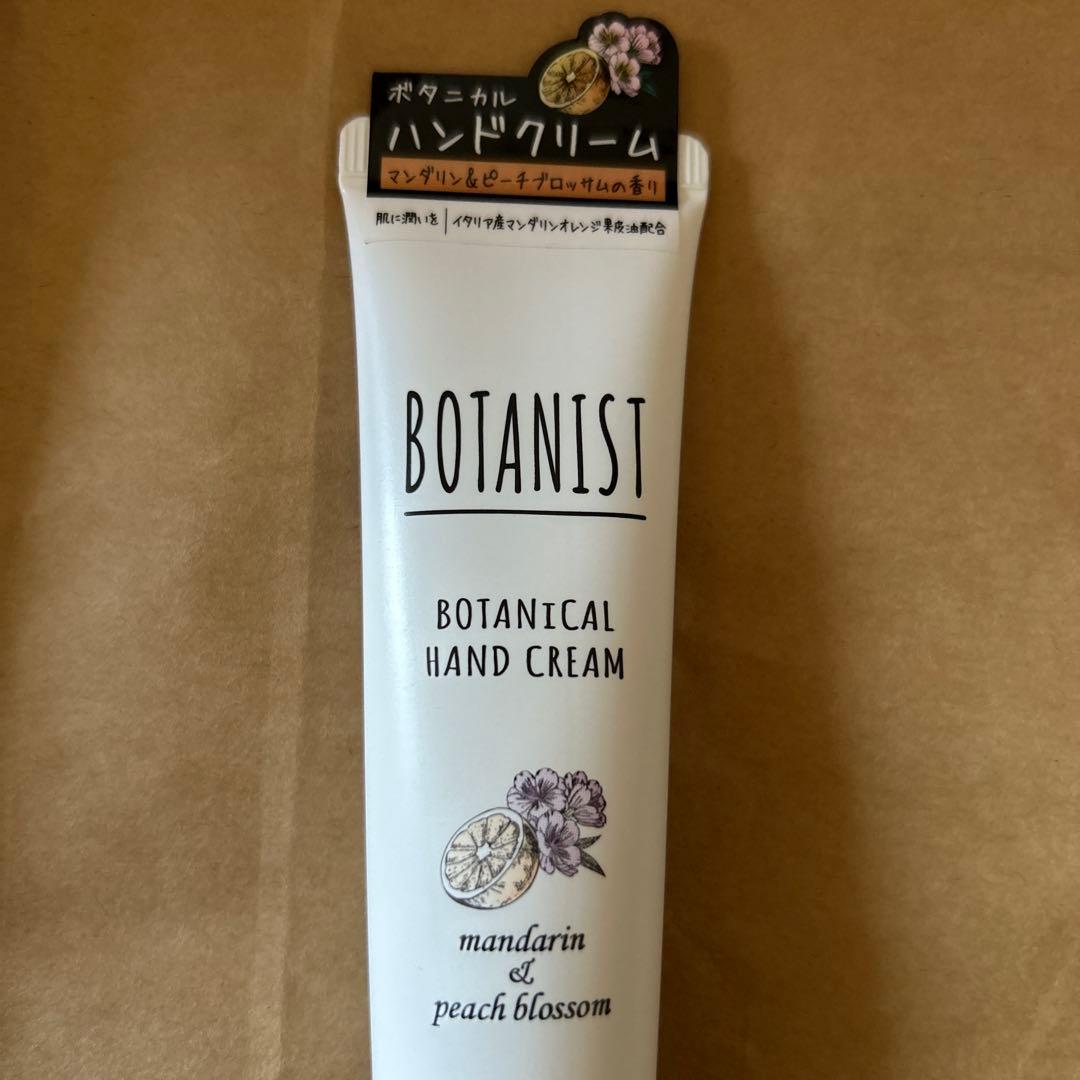 ボタニカル
ハンドクリーム
マンダリン&ピーチブロッサムの香り
肌に潤いを|イタリア産マンダリンオレンジ果皮油配合
BOTANIST
BOTANICAL
HAND CREAM
mandarin
&
peach blossom